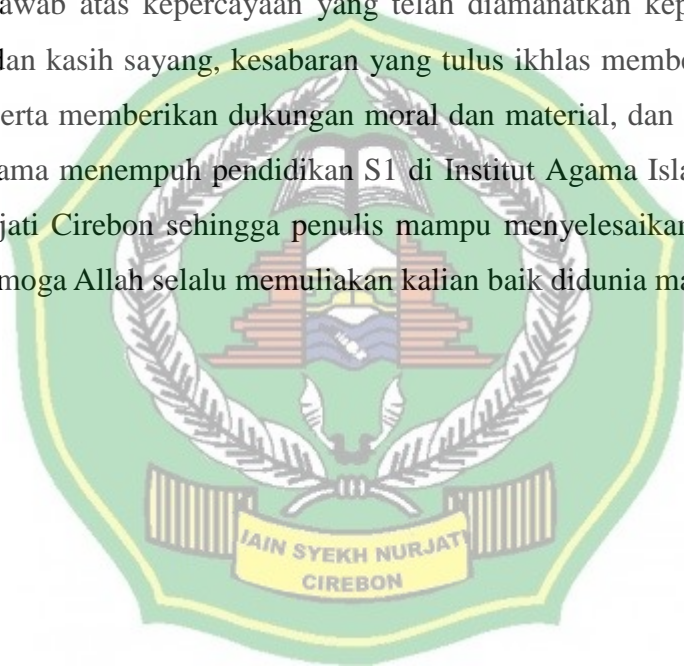 awab atas kepercayaan yang telah diamanatkan kep
dan kasih sayang, kesabaran yang tulus ikhlas membe
erta memberikan dukungan moral dan material, dan
ama menempuh pendidikan S1 di Institut Agama Isla
jati Cirebon sehingga penulis mampu menyelesaikan
moga Allah selalu memuliakan kalian baik didunia ma
IAIN SYEKH NURJATI
CIREBON